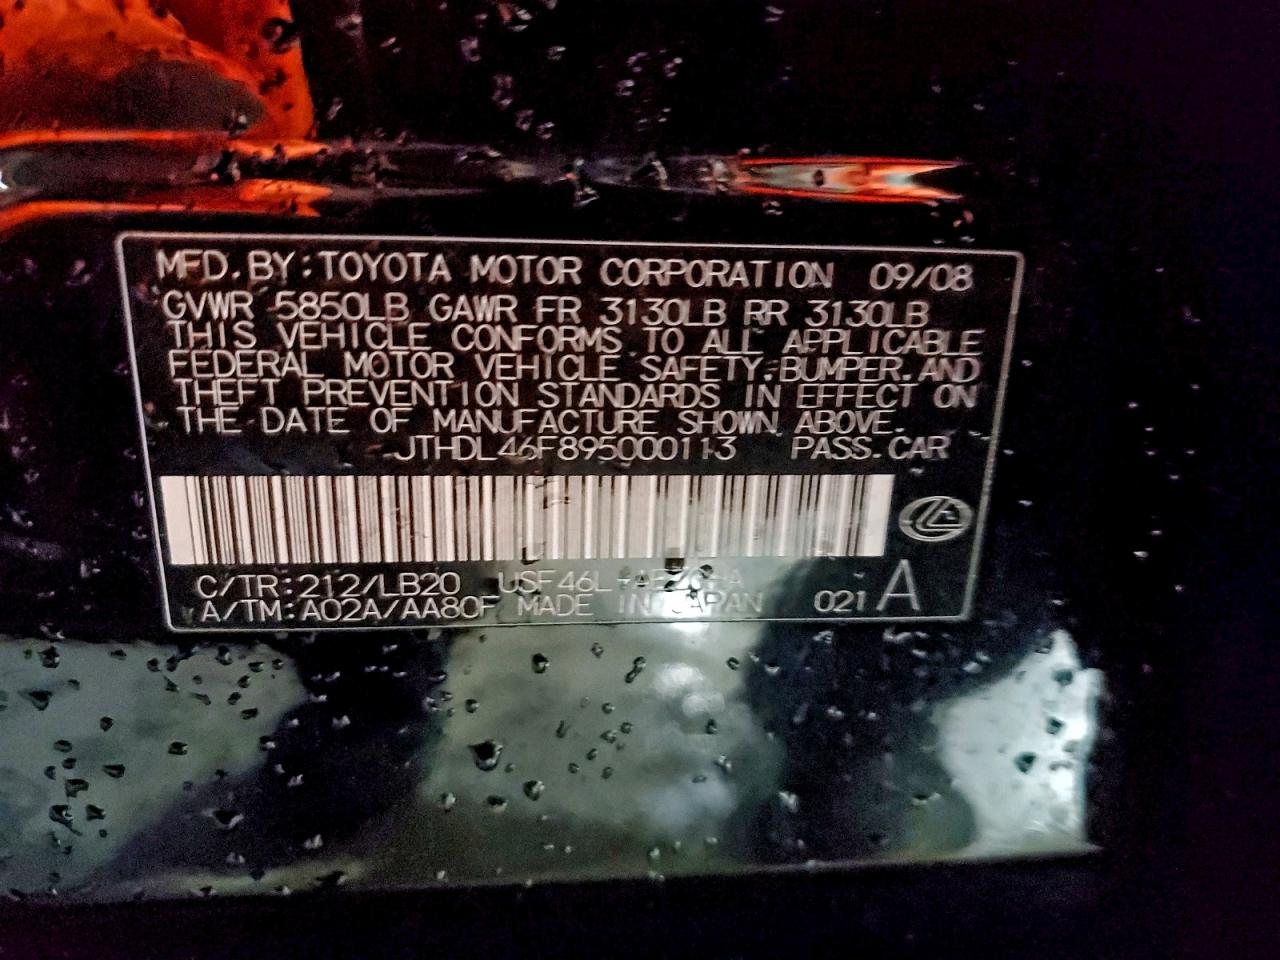 MFD.BY:TOYOTA MOTOR CORPORATION 09/08
GVWR 5850LB GAWR FR 3130LB RR 3130LB
THIS VEHICLE CONFORMS TO ALL APPLICABLE
FEDERAL MOTOR VEHICLE SAFETY,BUMPER,AND
THEFT PREVENTION STANDARDS IN EFFECT ON
THE DATE OF MANUFACTURE SHOWN ABOVE.
JTHDL46F895000113 PASS.CAR
C/TR:212/LB20 USF46L-AEZGHA
A/TM:A02A/AA80F MADE IN JAPAN 021 A